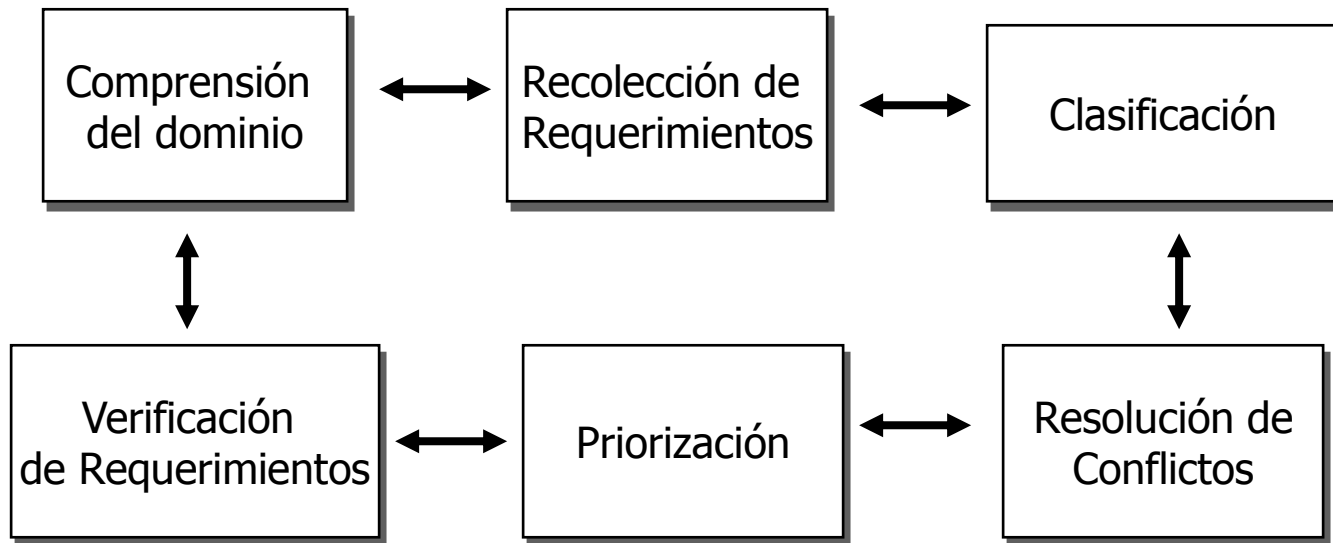 Comprensión
del dominio
Recolección de
Requerimientos
Clasificación
Verificación
de Requerimientos
Priorización
Resolución de
Conflictos